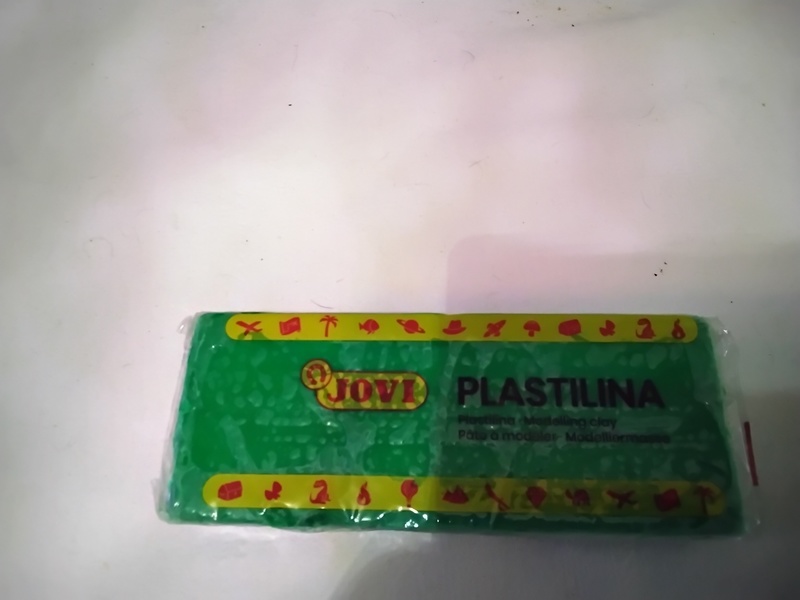 JOVI
PLASTILINA
Plastilina · Modelling clay
Pâte à modeler · Modelliermasse